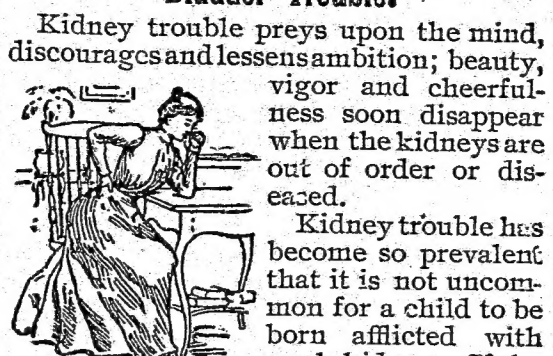 Bladder Trouble.
Kidney trouble preys upon the mind,
discourages and lessens ambition; beauty,
vigor and cheerful-
ness soon disappear
when the kidneys are
out of order or dis-
eased.
Kidney trouble has
become so prevalent
that it is not uncom-
mon for a child to be
born afflicted with